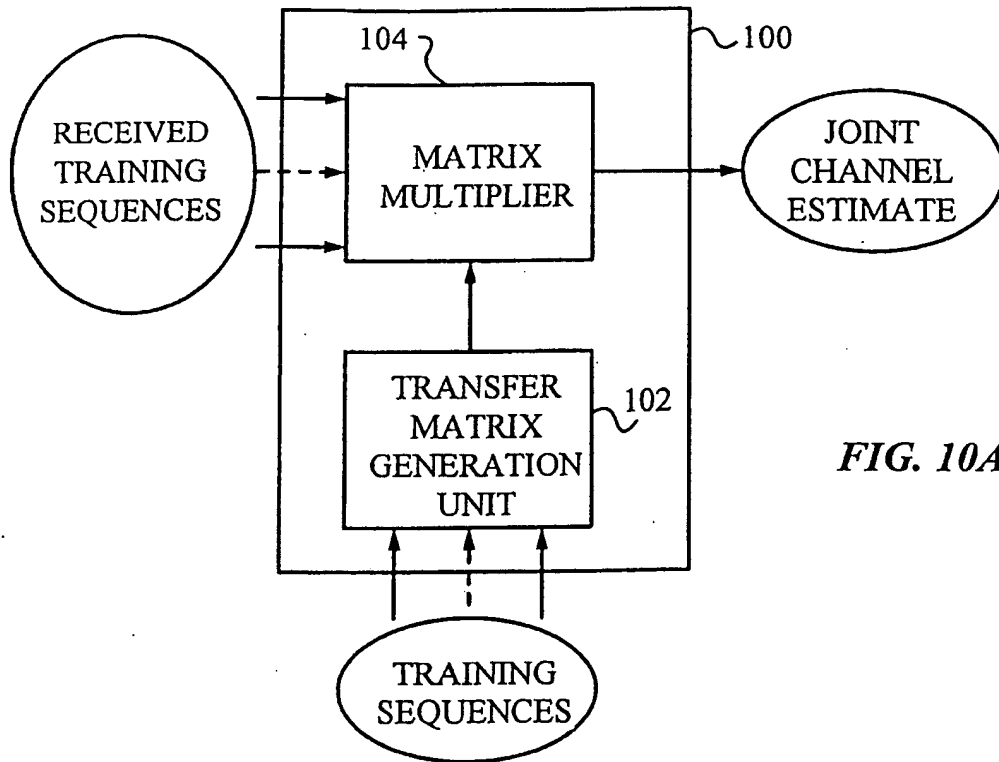 104
100
RECEIVED
TRAINING
SEQUENCES
MATRIX
MULTIPLIER
JOINT
CHANNEL
ESTIMATE
TRANSFER
MATRIX
GENERATION
UNIT
102
FIG. 10A
TRAINING
SEQUENCES